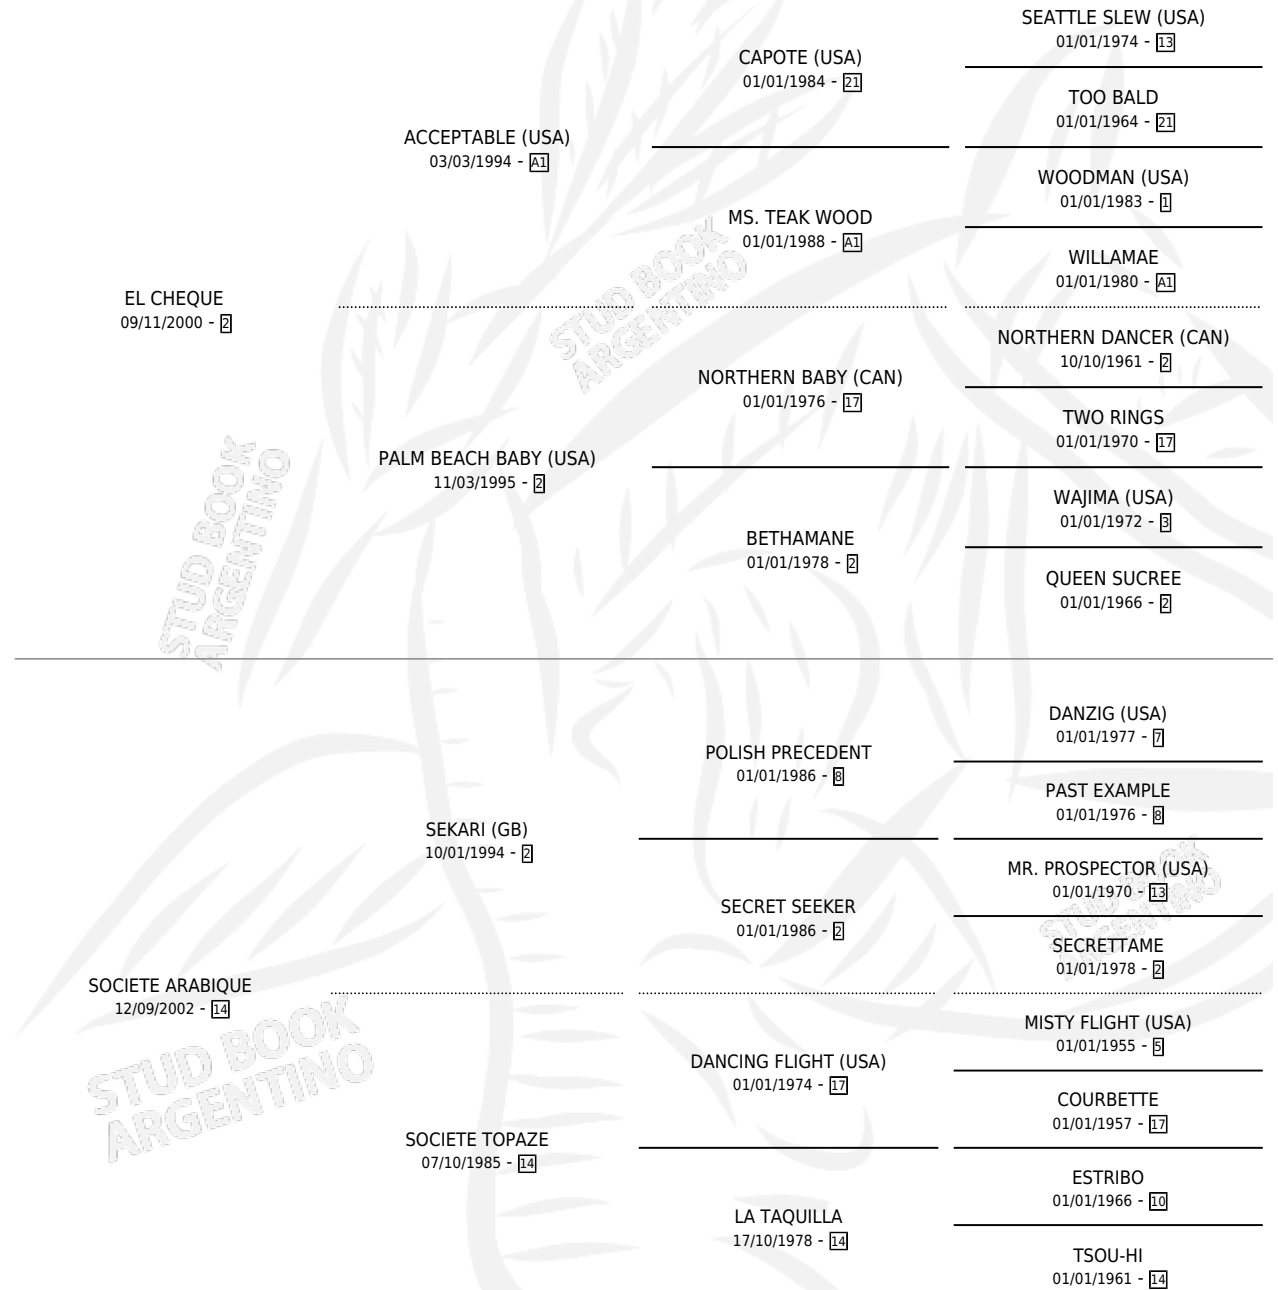 SEATTLE SLEW (USA)
01/01/1974 - 13
CAPOTE (USA)
01/01/1984 - 21
TOO BALD
01/01/1964 - 21
ACCEPTABLE (USA)
03/03/1994 - A1
WOODMAN (USA)
01/01/1983 - 1
MS. TEAK WOOD
01/01/1988 - A1
WILLAMAE
01/01/1980 - A1
EL CHEQUE
09/11/2000 - 2
NORTHERN DANCER (CAN)
10/10/1961 - 2
NORTHERN BABY (CAN)
01/01/1976 - 17
TWO RINGS
01/01/1970 - 17
PALM BEACH BABY (USA)
11/03/1995 - 2
WAJIMA (USA)
01/01/1972 - 3
BETHAMANE
01/01/1978 - 2
QUEEN SUCREE
01/01/1966 - 2
STUD BOOK
ARGENTINO
STUD BOOK
ARGENTINO
DANZIG (USA)
01/01/1977 - 7
POLISH PRECEDENT
01/01/1986 - 8
PAST EXAMPLE
01/01/1976 - 8
SEKARI (GB)
10/01/1994 - 2
MR. PROSPECTOR (USA)
01/01/1970 - 13
SECRET SEEKER
01/01/1986 - 2
SECRETTAME
01/01/1978 - 2
SOCIETE ARABIQUE
12/09/2002 - 14
MISTY FLIGHT (USA)
01/01/1955 - 5
DANCING FLIGHT (USA)
01/01/1974 - 17
COURBETTE
01/01/1957 - 17
SOCIETE TOPAZE
07/10/1985 - 14
ESTRIBO
01/01/1966 - 10
LA TAQUILLA
17/10/1978 - 14
TSOU-HI
01/01/1961 - 14
STUD BOOK
ARGENTINO
STUD BOOK
ARGENTINO